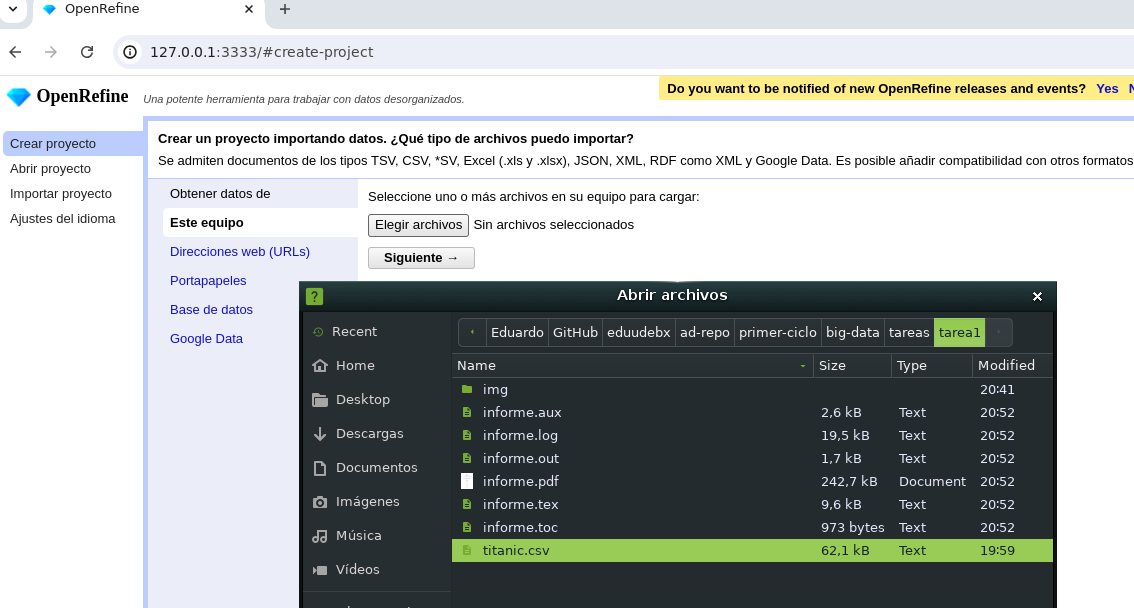 OpenRefine
127.0.0.1:3333/#create-project
OpenRefine
Una potente herramienta para trabajar con datos desorganizados.
Do you want to be notified of new OpenRefine releases and events? Yes
Crear proyecto
Abrir proyecto
Importar proyecto
Ajustes del idioma
Crear un proyecto importando datos. ¿Qué tipo de archivos puedo importar?
Se admiten documentos de los tipos TSV, CSV, *SV, Excel (.xls y .xlsx), JSON, XML, RDF como XML y Google Data. Es posible añadir compatibilidad con otros formatos
Obtener datos de
Este equipo
Direcciones web (URLs)
Portapapeles
Base de datos
Google Data
Seleccione uno o más archivos en su equipo para cargar:
Elegir archivos Sin archivos seleccionados
Siguiente →
Abrir archivos
Recent
Home
Desktop
Descargas
Documentos
Imágenes
Música
Vídeos
Eduardo GitHub eduudebx ad-repo primer-ciclo big-data tareas tarea1
Name Size Type Modified
img 20:41
informe.aux 2,6 kB Text 20:52
informe.log 19,5 kB Text 20:52
informe.out 1,7 kB Text 20:52
informe.pdf 242,7 kB Document 20:52
informe.tex 9,6 kB Text 20:52
informe.toc 973 bytes Text 20:52
titanic.csv 62,1 kB Text 19:59